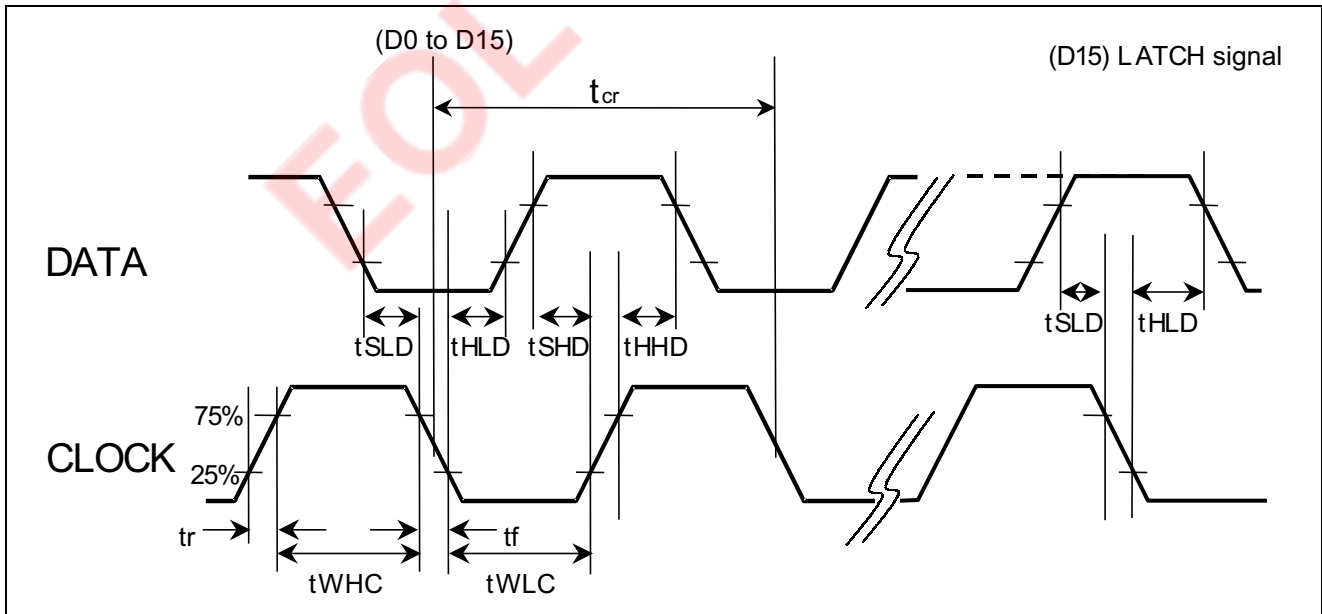 EOL
(D0 to D15)
(D15) LATCH signal
tcr
DATA
tSLD
tHLD
tSHD
tHHD
tSLD
tHLD
75%
CLOCK
25%
tr
tf
tWHC
tWLC